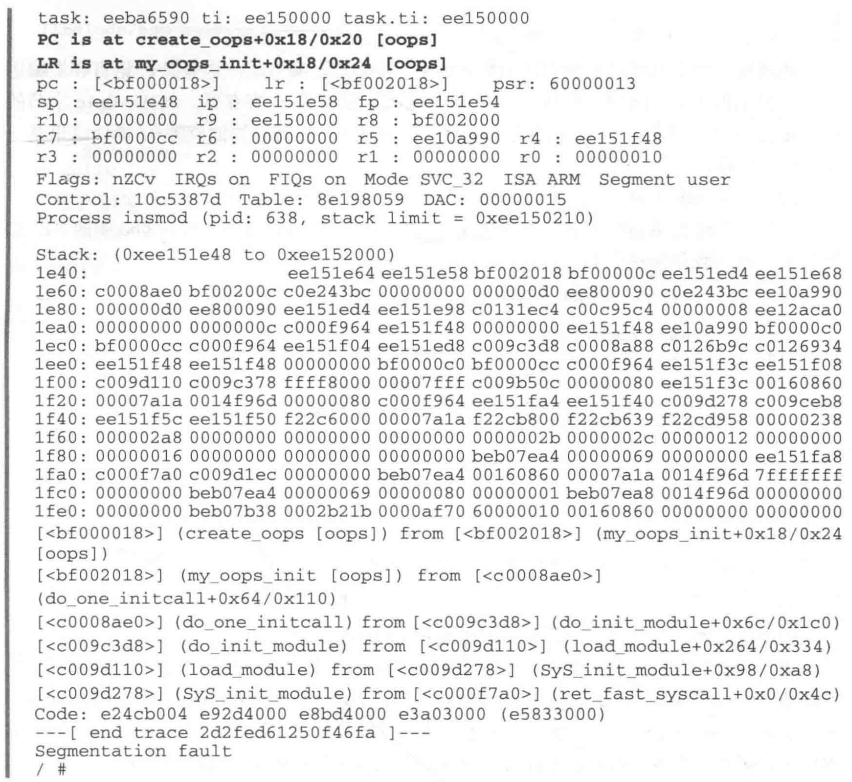 task: eeba6590 ti: ee150000 task.ti: ee150000
PC is at create_oops+0x18/0x20 [oops]
LR is at my_oops_init+0x18/0x24 [oops]
pc : [<bf000018>]    lr : [<bf002018>]    psr: 60000013
sp : ee151e48  ip : ee151e58  fp : ee151e54
r10: 00000000  r9 : ee150000  r8 : bf002000
r7 : bf0000cc  r6 : 00000000  r5 : ee10a990  r4 : ee151f48
r3 : 00000000  r2 : 00000000  r1 : 00000000  r0 : 00000010
Flags: nZCv  IRQs on  FIQs on  Mode SVC_32  ISA ARM  Segment user
Control: 10c5387d  Table: 8e198059  DAC: 00000015
Process insmod (pid: 638, stack limit = 0xee150210)
Stack: (0xee151e48 to 0xee152000)
1e40:                   ee151e64 ee151e58 bf002018 bf00000c ee151ed4 ee151e68
1e60: c0008ae0 bf00200c c0e243bc 00000000 000000d0 ee800090 c0e243bc ee10a990
1e80: 000000d0 ee800090 ee151ed4 ee151e98 c0131ec4 c00c95c4 00000008 ee12aca0
1ea0: 00000000 0000000c c000f964 ee151f48 00000000 ee151f48 ee10a990 bf0000c0
1ec0: bf0000cc c000f964 ee151f04 ee151ed8 c009c3d8 c0008a88 c0126b9c c0126934
1ee0: ee151f48 ee151f48 00000000 bf0000c0 bf0000cc c000f964 ee151f3c ee151f08
1f00: c009d110 c009c378 ffff8000 00007fff c009b50c 00000080 ee151f3c 00160860
1f20: 00007a1a 0014f96d 00000080 c000f964 ee151fa4 ee151f40 c009d278 c009ceb8
1f40: ee151f5c ee151f50 f22c6000 00007a1a f22cb800 f22cb639 f22cd958 00000238
1f60: 000002a8 00000000 00000000 00000000 0000002b 0000002c 00000012 00000000
1f80: 00000016 00000000 00000000 00000000 beb07ea4 00000069 00000000 ee151fa8
1fa0: c000f7a0 c009d1ec 00000000 beb07ea4 00160860 00007a1a 0014f96d 7fffffff
1fc0: 00000000 beb07ea4 00000069 00000080 00000001 beb07ea8 0014f96d 00000000
1fe0: 00000000 beb07b38 0002b21b 0000af70 60000010 00160860 00000000 00000000
[<bf000018>] (create_oops [oops]) from [<bf002018>] (my_oops_init+0x18/0x24
[oops])
[<bf002018>] (my_oops_init [oops]) from [<c0008ae0>]
(do_one_initcall+0x64/0x110)
[<c0008ae0>] (do_one_initcall) from [<c009c3d8>] (do_init_module+0x6c/0x1c0)
[<c009c3d8>] (do_init_module) from [<c009d110>] (load_module+0x264/0x334)
[<c009d110>] (load_module) from [<c009d278>] (SyS_init_module+0x98/0xa8)
[<c009d278>] (SyS_init_module) from [<c000f7a0>] (ret_fast_syscall+0x0/0x4c)
Code: e24cb004 e92d4000 e8bd4000 e3a03000 (e5833000)
---[ end trace 2d2fed61250f46fa ]---
Segmentation fault
/ #